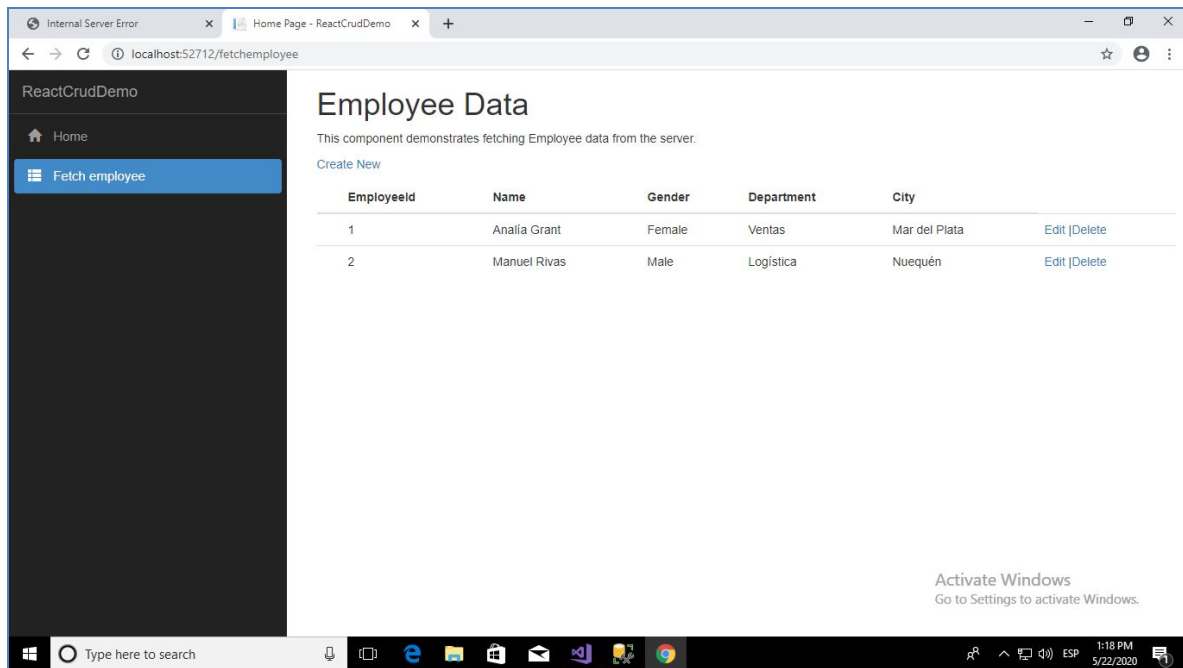 Internal Server Error
Home Page - ReactCrudDemo
localhost:52712/fetchemployee
ReactCrudDemo
Home
Fetch employee
Employee Data
This component demonstrates fetching Employee data from the server.
Create New
EmployeeId Name Gender Department City
1 Analía Grant Female Ventas Mar del Plata Edit |Delete
2 Manuel Rivas Male Logística Nuequén Edit |Delete
Activate Windows
Go to Settings to activate Windows.
Type here to search
ESP
1:18 PM
5/22/2020
1